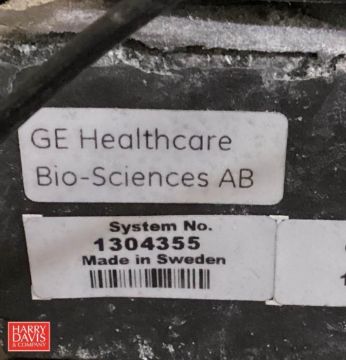 GE Healthcare
Bio-Sciences AB
System No.
1304355
Made in Sweden
HARRY
DAVIS
& COMPANY